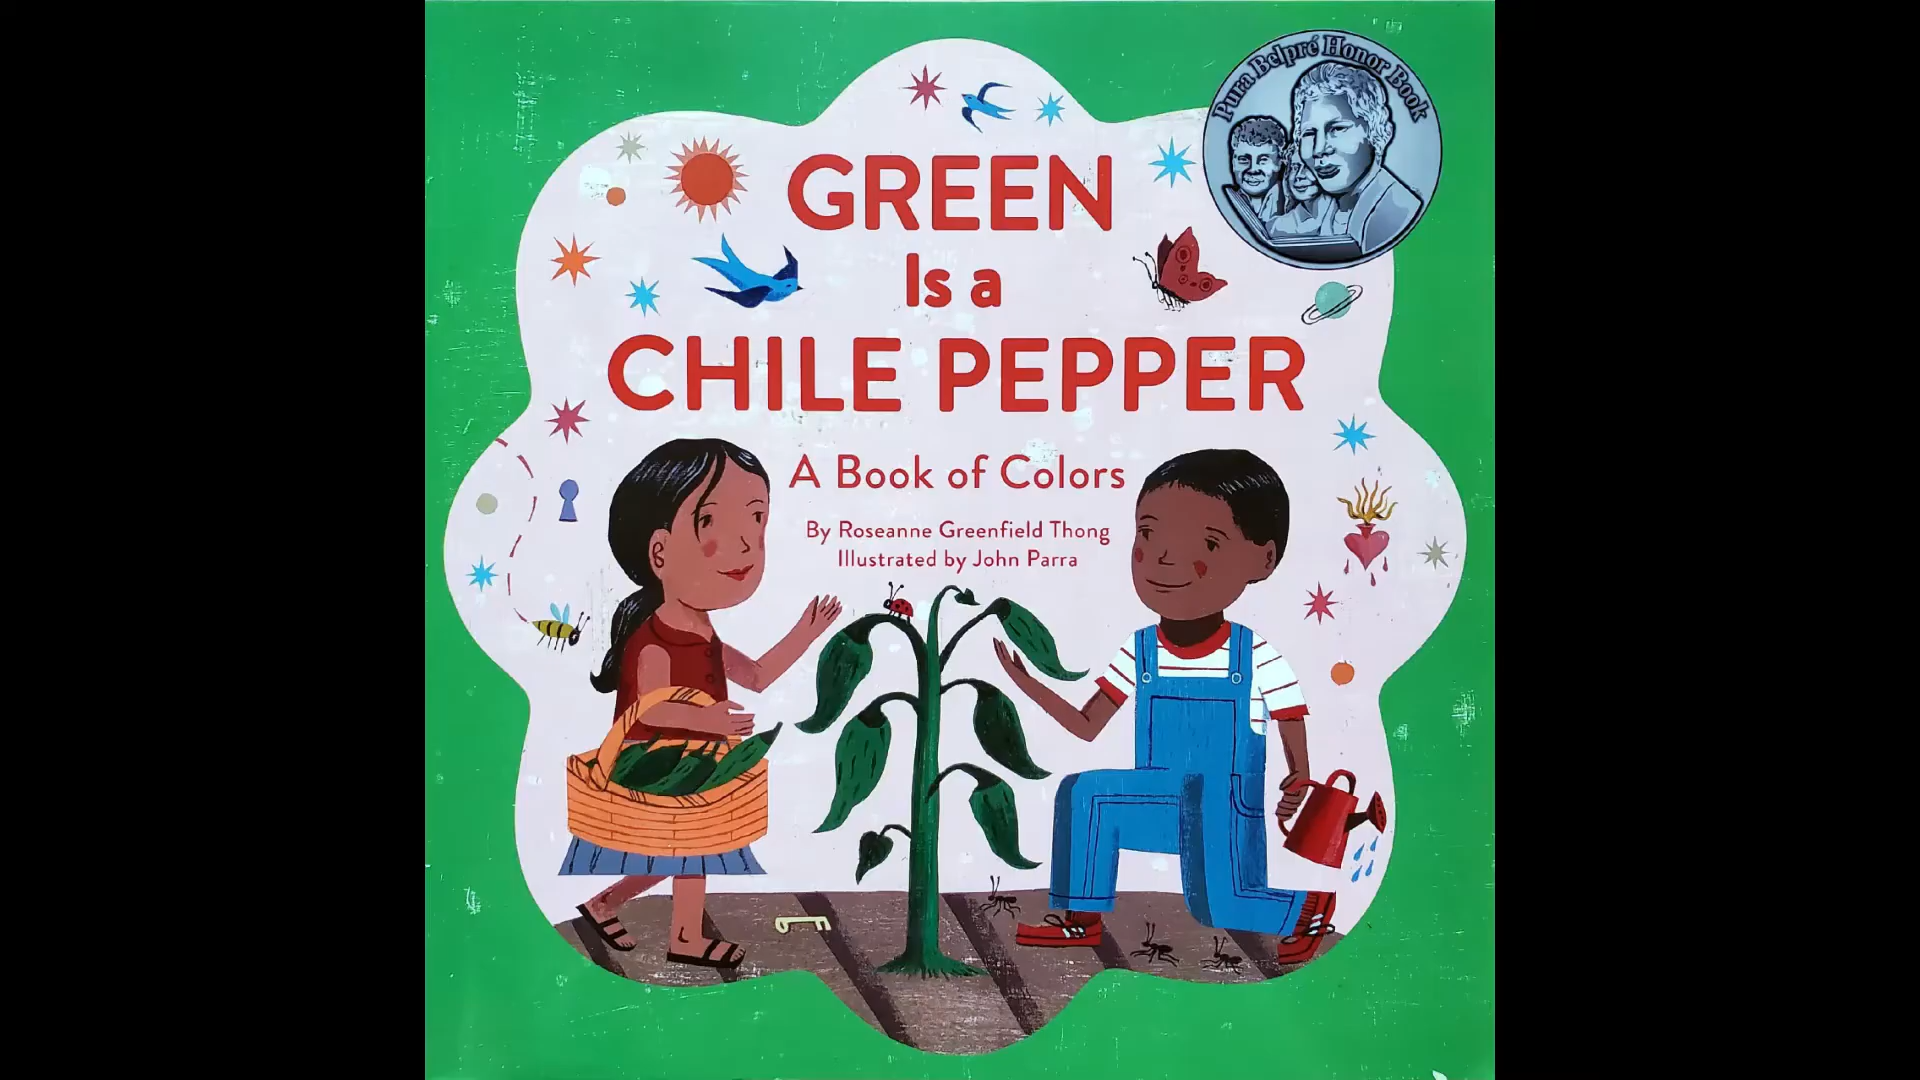 Pura Belpré Honor Book
GREEN
Is a
CHILE PEPPER
A Book of Colors
By Roseanne Greenfield Thong
Illustrated by John Parra